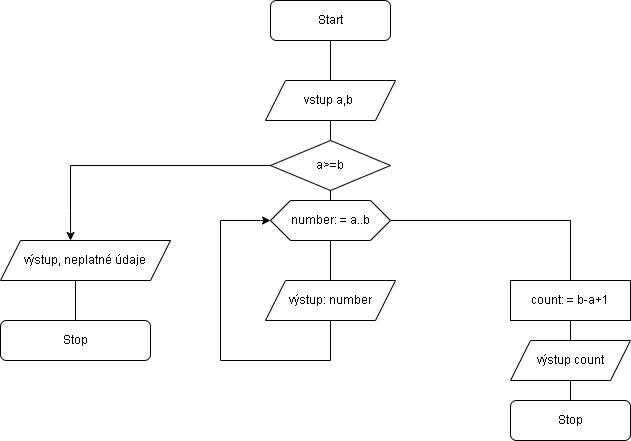 Start
vstup a,b
a>=b
number: = a..b
výstup, neplatné údaje
výstup: number
count: = b-a+1
Stop
výstup count
Stop